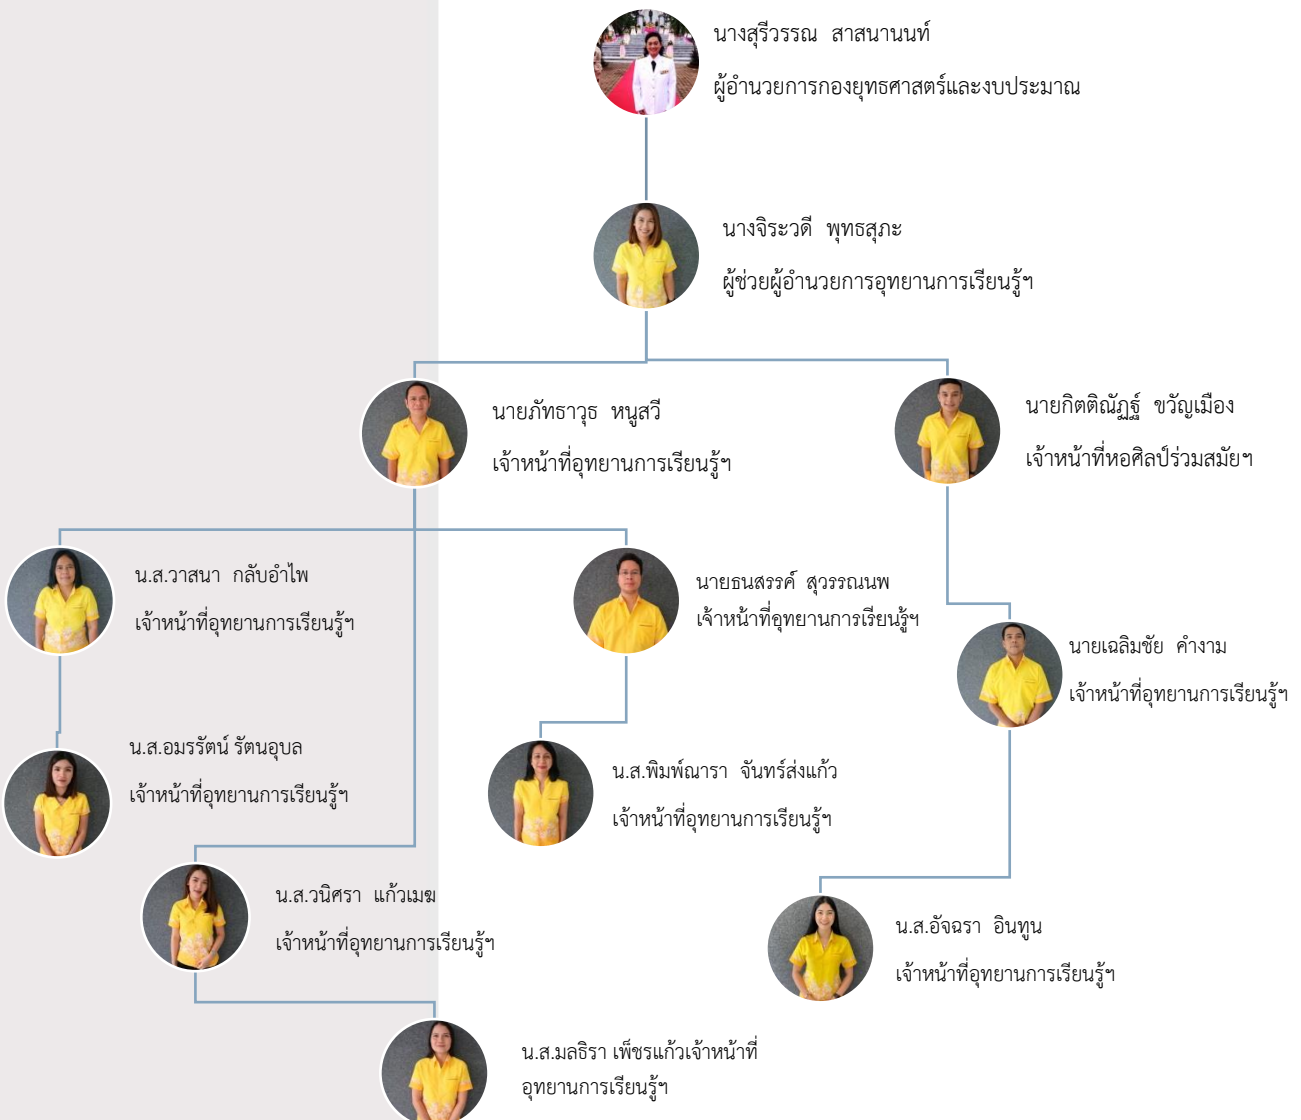 นางสุรีวรรณ สาสนานนท์
ผู้อำนวยการกองยุทธศาสตร์และงบประมาณ
นางจิระวดี พุทธสุภะ
ผู้ช่วยผู้อำนวยการอุทยานการเรียนรู้ฯ
นายภัทธาวุธ หนูสวี
เจ้าหน้าที่อุทยานการเรียนรู้ฯ
นายกิตติณัฏฐ์ ขวัญเมือง
เจ้าหน้าที่หอศิลป์ร่วมสมัยฯ
น.ส.วาสนา กลับอำไพ
เจ้าหน้าที่อุทยานการเรียนรู้ฯ
นายธนสรรค์ สุวรรณนพ
เจ้าหน้าที่อุทยานการเรียนรู้ฯ
นายเฉลิมชัย คำงาม
เจ้าหน้าที่อุทยานการเรียนรู้ฯ
น.ส.อมรรัตน์ รัตนอุบล
เจ้าหน้าที่อุทยานการเรียนรู้ฯ
น.ส.พิมพ์ณารา จันทร์ส่งแก้ว
เจ้าหน้าที่อุทยานการเรียนรู้ฯ
น.ส.วนิศรา แก้วเมฆ
เจ้าหน้าที่อุทยานการเรียนรู้ฯ
น.ส.อัจฉรา อินทูน
เจ้าหน้าที่อุทยานการเรียนรู้ฯ
น.ส.มลธิรา เพ็ชรแก้วเจ้าหน้าที่
อุทยานการเรียนรู้ฯ